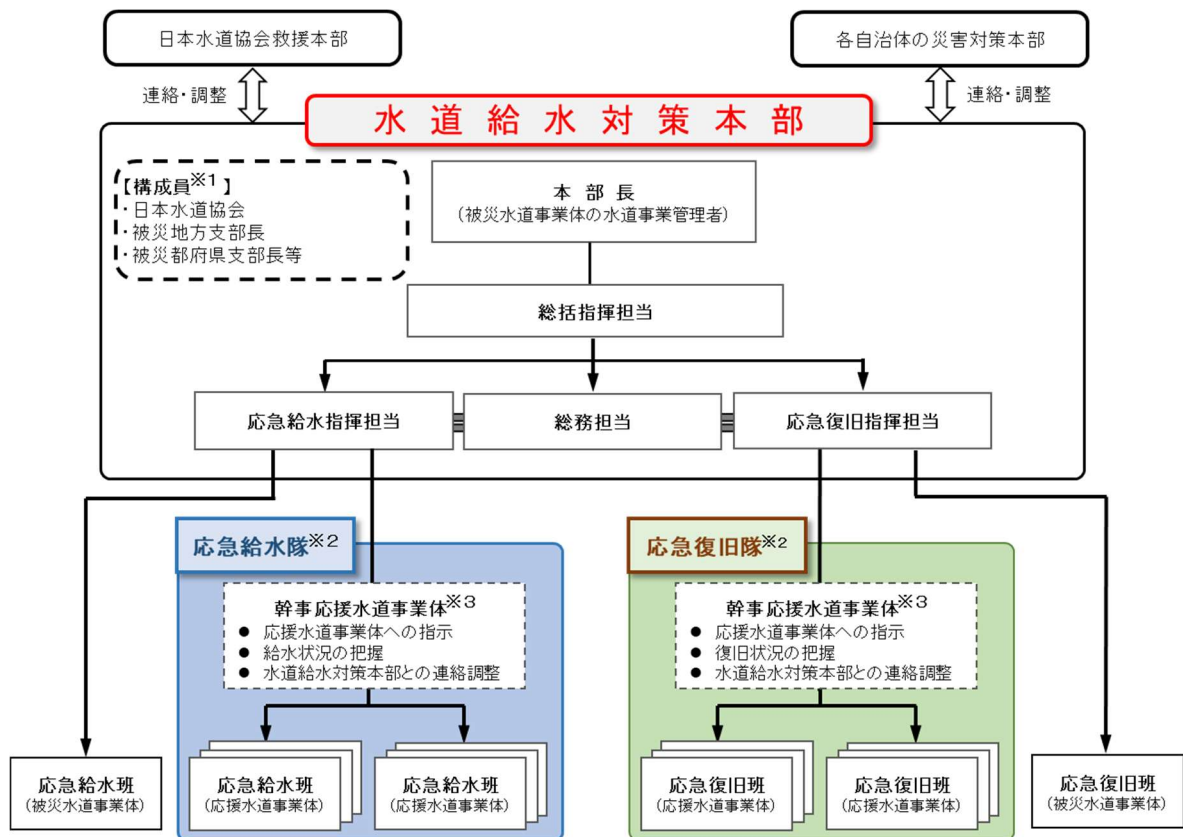 日本水道協会救援本部
各自治体の災害対策本部
連絡・調整
連絡・調整
水道給水対策本部
【構成員※1】
・日本水道協会
・被災地方支部長
・被災都府県支部長等
本部長
(被災水道事業体の水道事業管理者)
総括指揮担当
応急給水指揮担当
総務担当
応急復旧指揮担当
応急給水隊※2
応急復旧隊※2
幹事応援水道事業体※3
● 応援水道事業体への指示
● 給水状況の把握
● 水道給水対策本部との連絡調整
幹事応援水道事業体※3
● 応援水道事業体への指示
● 復旧状況の把握
● 水道給水対策本部との連絡調整
応急給水班
(被災水道事業体)
応急給水班
(応援水道事業体)
応急給水班
(応援水道事業体)
応急復旧班
(応援水道事業体)
応急復旧班
(応援水道事業体)
応急復旧班
(被災水道事業体)